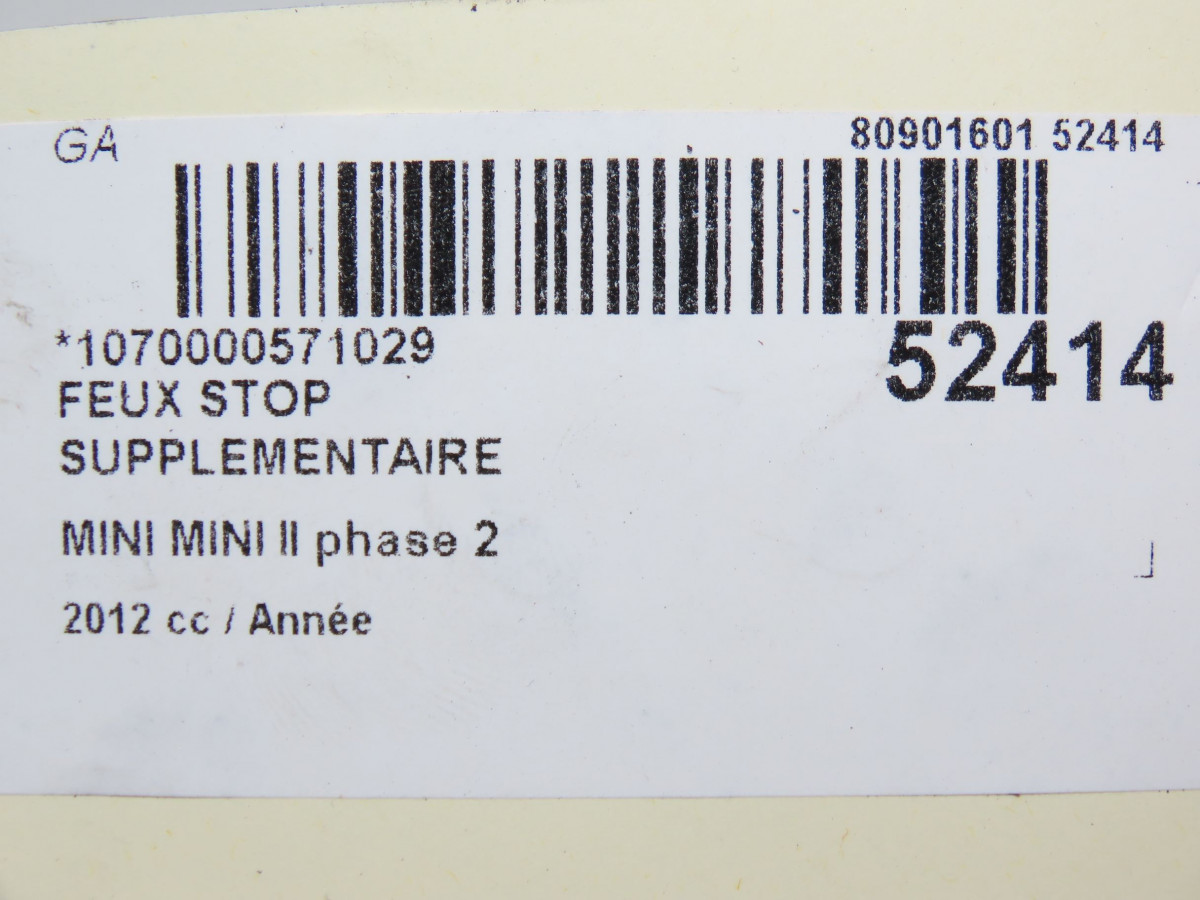 GA
80901601 52414
*1070000571029
52414
FEUX STOP
SUPPLEMENTAIRE
MINI MINI II phase 2
2012 cc / Année